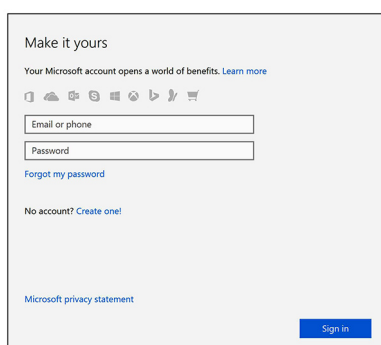 Make it yours
Your Microsoft account opens a world of benefits. Learn more
Email or phone
Password
Forgot my password
No account? Create one!
Microsoft privacy statement
Sign in